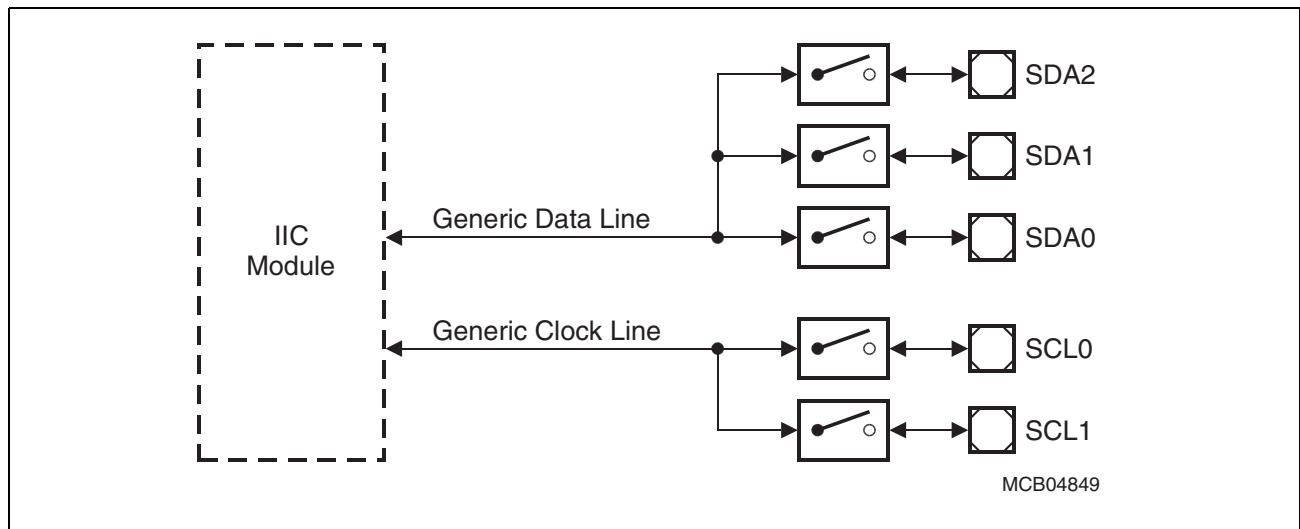 SDA2
SDA1
Generic Data Line
SDA0
IIC
Module
Generic Clock Line
SCL0
SCL1
MCB04849